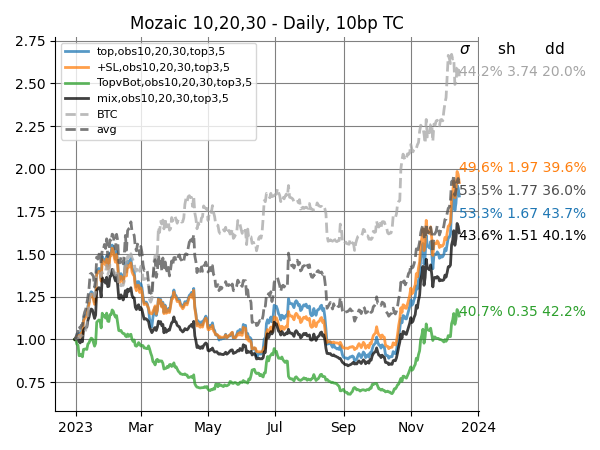 Mozaic 10,20,30 - Daily, 10bp TC
σ sh dd
top,obs10,20,30,top3,5
+SL,obs10,20,30,top3,5
TopvBot,obs10,20,30,top3,5
mix,obs10,20,30,top3,5
BTC
avg
44.2% 3.74 20.0%
49.6% 1.97 39.6%
53.5% 1.77 36.0%
53.3% 1.67 43.7%
43.6% 1.51 40.1%
40.7% 0.35 42.2%
2.75
2.50
2.25
2.00
1.75
1.50
1.25
1.00
0.75
2023 Mar May Jul Sep Nov 2024